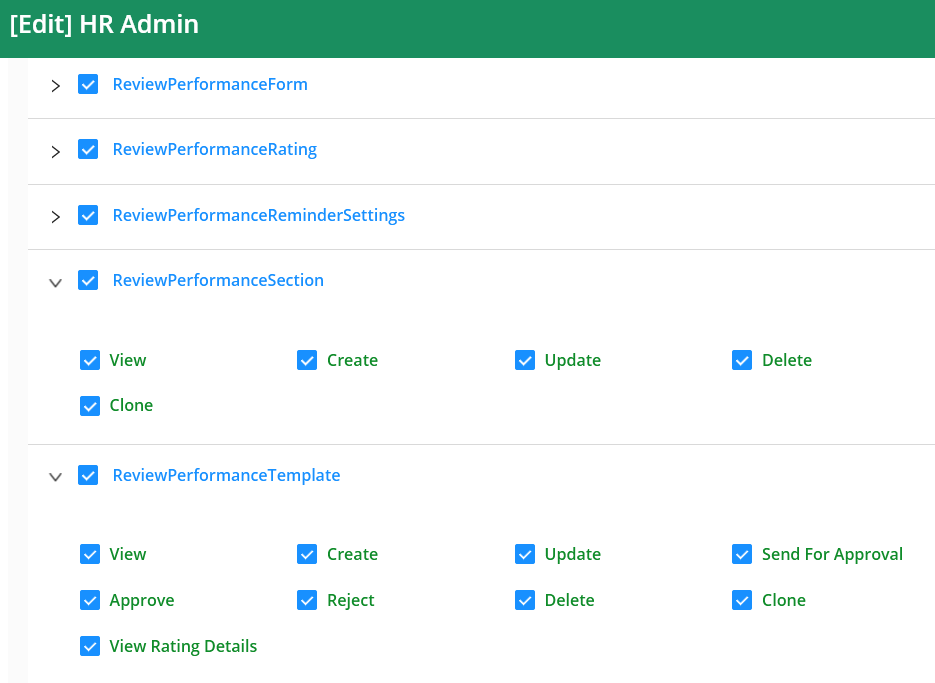 [Edit] HR Admin
ReviewPerformanceForm
ReviewPerformanceRating
ReviewPerformanceReminderSettings
ReviewPerformanceSection
View Create Update Delete
Clone
ReviewPerformanceTemplate
View Create Update Send For Approval
Approve Reject Delete Clone
View Rating Details